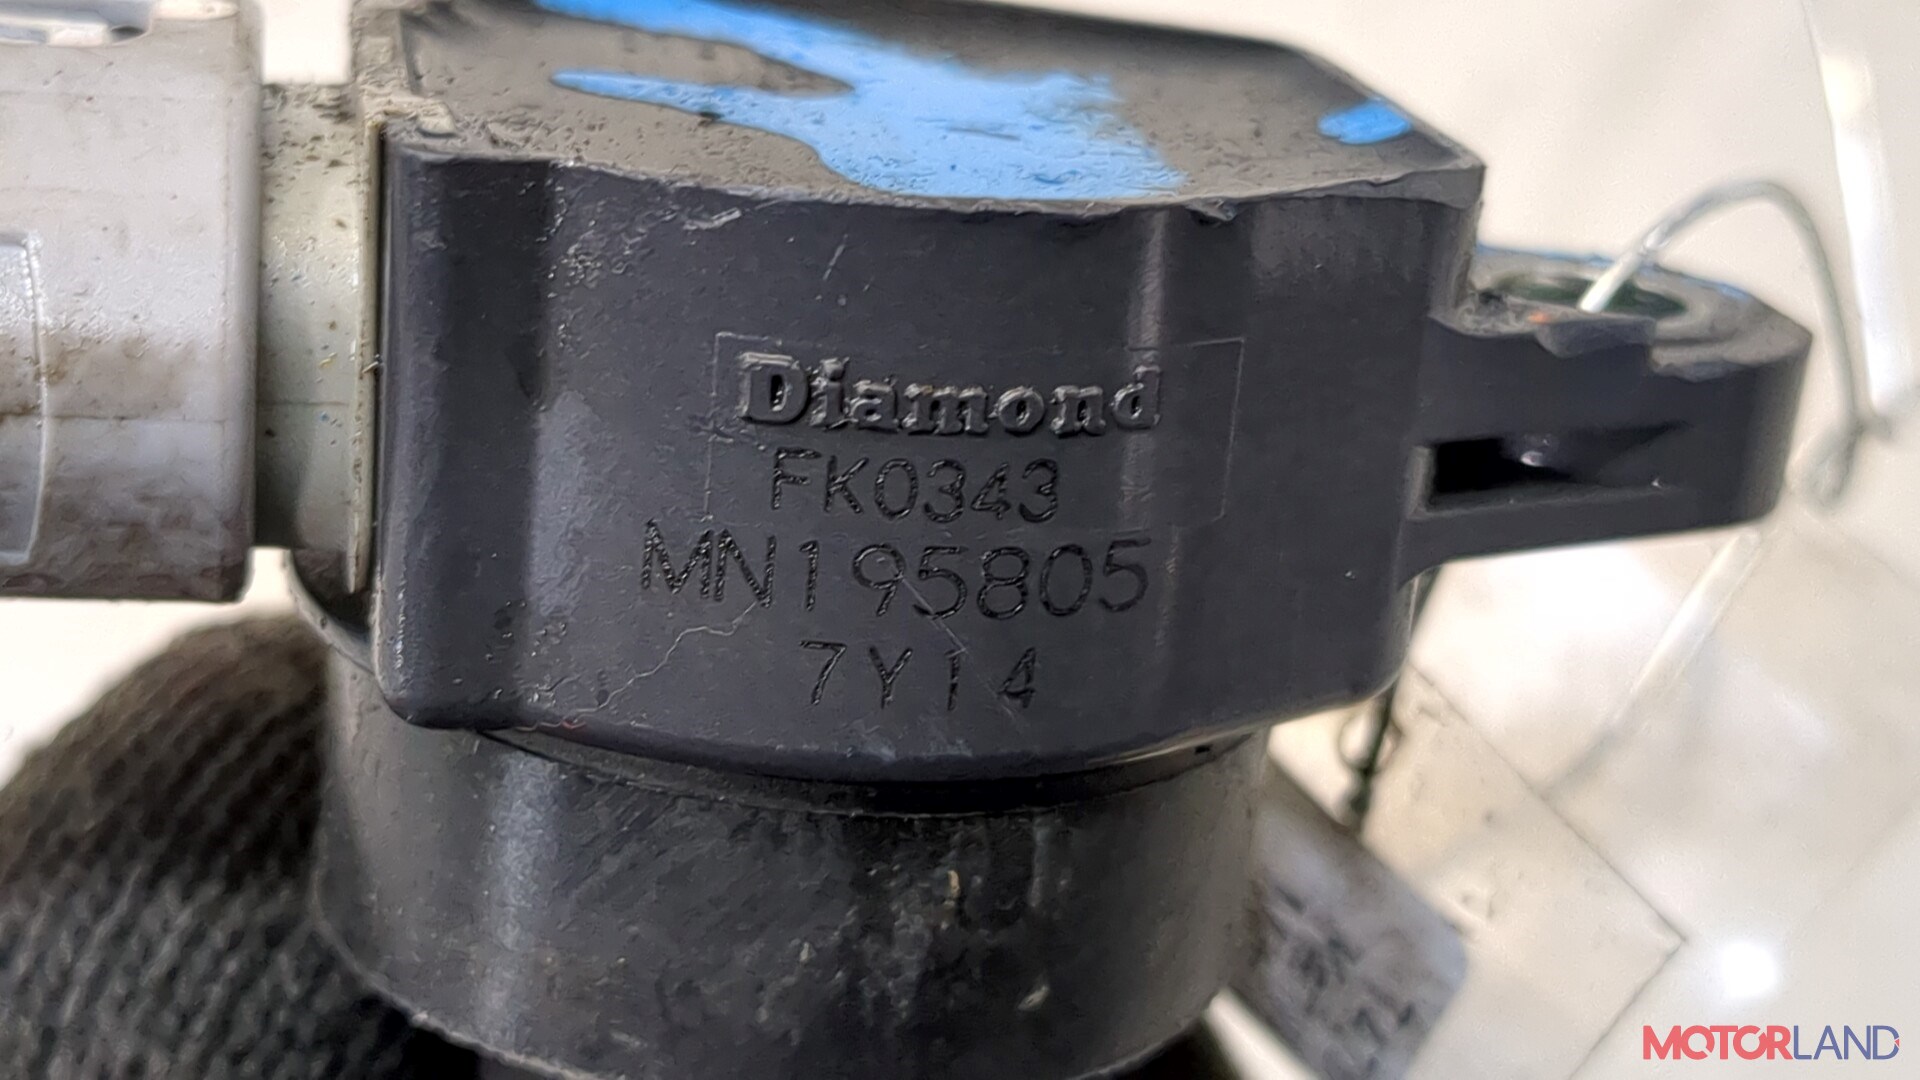 Diamond
FK0343
MN195805
7Y14
MOTORLAND